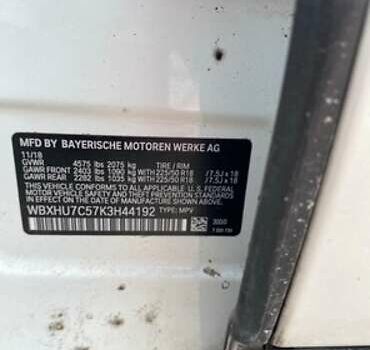 MFD BY BAYERISCHE MOTOREN WERKE AG
11/18
GVWR 4575 lbs 2075 kg TIRE / RIM
GAWR FRONT 2403 lbs 1090 kg 225/50 R18 / 7.5J x 18
GAWR REAR 2282 lbs 1035 kg 225/50 R18 / 7.5J x 18
THIS VEHICLE CONFORMS TO ALL APPLICABLE U.S. FEDERAL
MOTOR VEHICLE SAFETY AND THEFT PREVENTION STANDARDS
IN EFFECT ON THE DATE OF MANUFACTURE SHOWN ABOVE.
WBXHU7C57K3H44192 TYPE: MPV